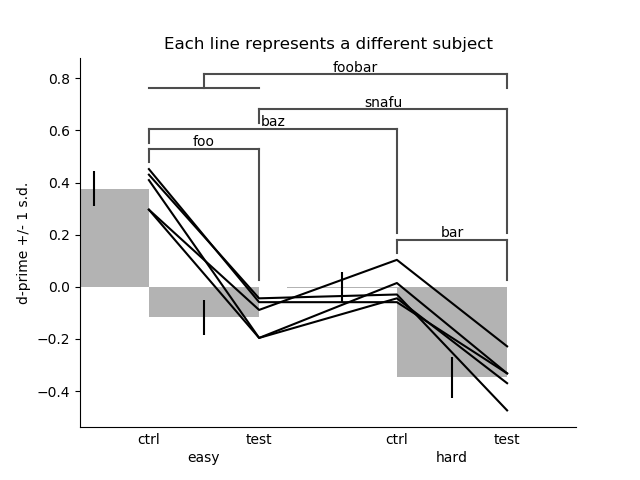 Each line represents a different subject
foobar
snafu
baz
foo
bar
d-prime +/- 1 s.d.
0.8
0.6
0.4
0.2
0.0
−0.2
−0.4
ctrl test ctrl test
easy hard